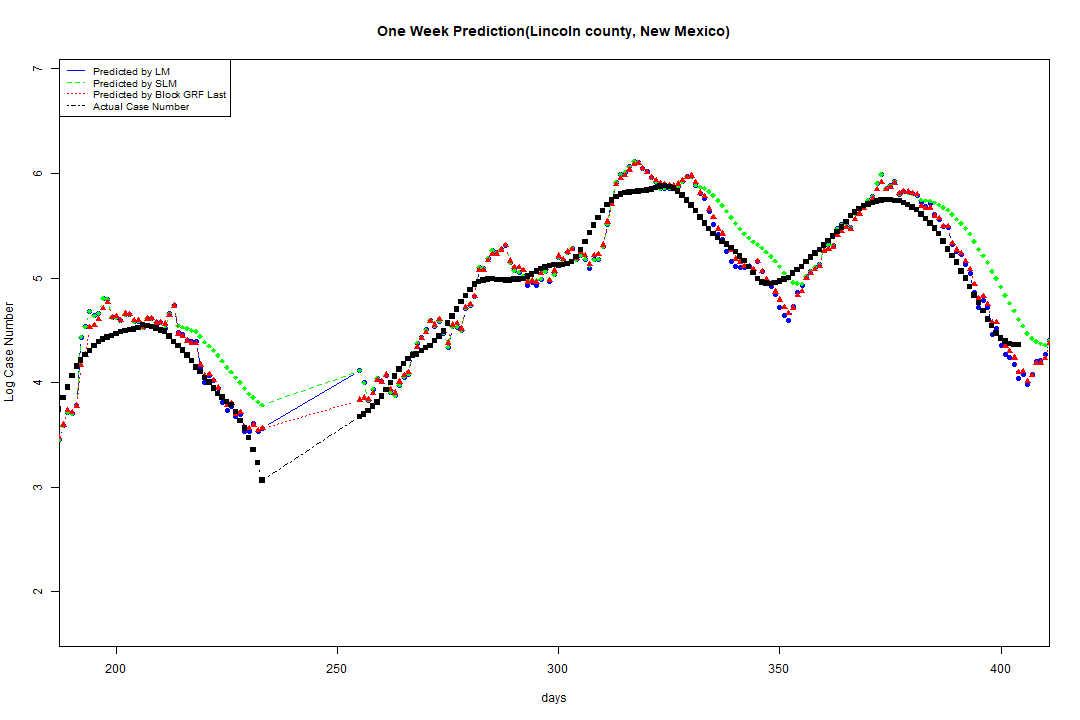 One Week Prediction(Lincoln county, New Mexico)
Predicted by LM
Predicted by SLM
Predicted by Block GRF Last
Actual Case Number
7
6
5
4
3
2
Log Case Number
200
250
300
350
400
days